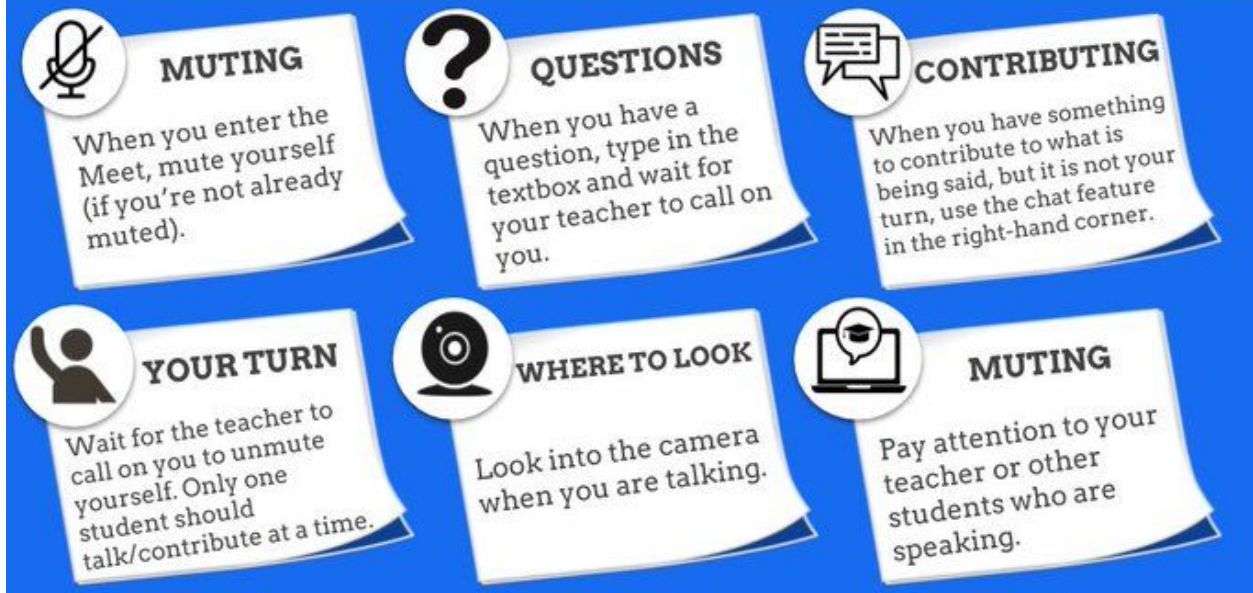 MUTING
When you enter the
Meet, mute yourself
(if you're not already
muted).
QUESTIONS
When you have a
question, type in the
textbox and wait for
your teacher to call on
you.
CONTRIBUTING
When you have something
to contribute to what is
being said, but it is not your
turn, use the chat feature
in the right-hand corner.
YOUR TURN
Wait for the teacher to
call on you to unmute
yourself. Only one
student should
talk/contribute at a time.
WHERE TO LOOK
Look into the camera
when you are talking.
MUTING
Pay attention to your
teacher or other
students who are
speaking.